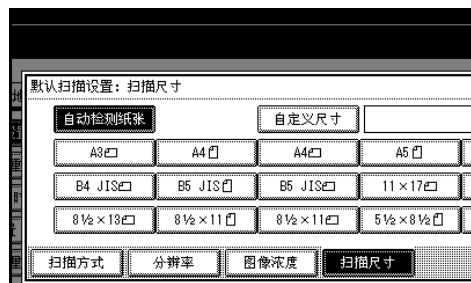 默认扫描设置：扫描尺寸
自动检测纸张 自定义尺寸
A3 A4 A4 A5
B4 JIS B5 JIS B5 JIS 11×17
8½×13 8½×11 8½×11 5½×8½
扫描方式 分辨率 图像浓度 扫描尺寸